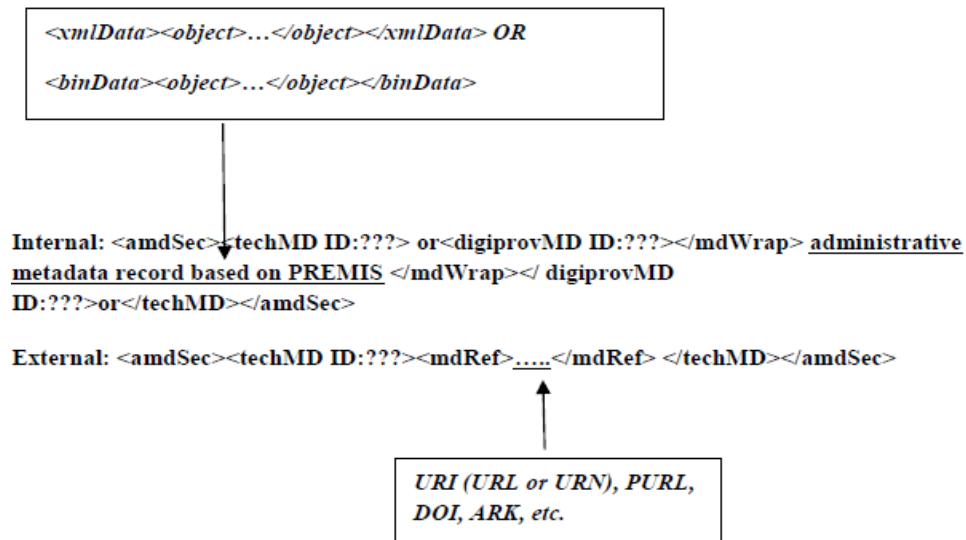 <xmlData><object>…</object></xmlData> OR
<binData><object>…</object></binData>
Internal: <amdSec><techMD ID:???> or<digiprovMD ID:???></mdWrap> administrative
metadata record based on PREMIS </mdWrap></ digiprovMD
ID:???>or</techMD></amdSec>
External: <amdSec><techMD ID:???><mdRef>…..</mdRef> </techMD></amdSec>
URI (URL or URN), PURL,
DOI, ARK, etc.